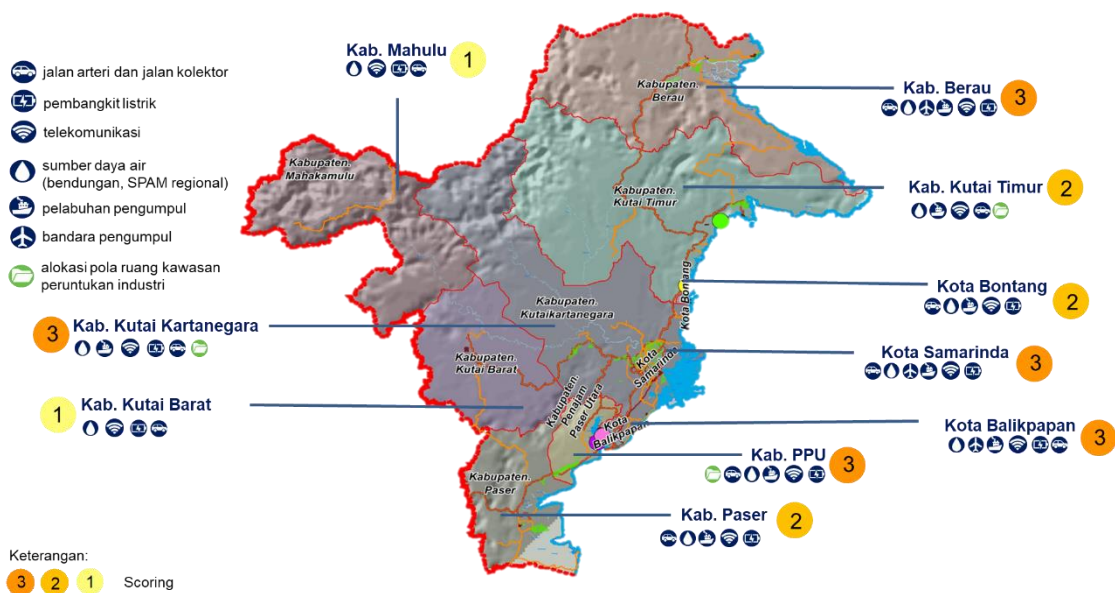 jalan arteri dan jalan kolektor
pembangkit listrik
telekomunikasi
sumber daya air
(bendungan, SPAM regional)
pelabuhan pengumpul
bandara pengumpul
alokasi pola ruang kawasan
peruntukan industri
Kab. Mahulu
1
Kab. Berau
3
Kab. Kutai Timur
2
Kota Bontang
2
Kota Samarinda
3
Kota Balikpapan
3
Kab. PPU
3
Kab. Paser
2
3
Kab. Kutai Kartanegara
1
Kab. Kutai Barat
Kabupaten.
Berau
Kabupaten.
Mahakamulu
Kabupaten.
Kutai Timur
Kota Bontang
Kabupaten.
Kutaikartanegara
Kabupaten.
Kutai Barat
Kota
Samarinda
Kabupaten.
Penajam
Paser Utara
Kota
Balikpapan
Kabupaten.
Paser
Keterangan:
3 2 1 Scoring